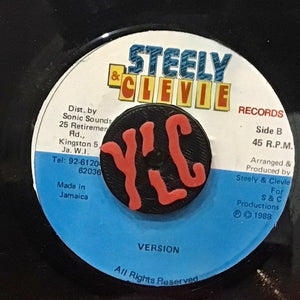 STEELY
& CLEVIE
RECORDS
Dist. by
Sonic Sounds
25 Retirement
Rd.,
Kingston 5
Ja. W.I.
Tel: 92-6120
62036
Made in
Jamaica
Side B
45 R.P.M.
Arranged &
Produced by
Steely & Clevie
For
S & C
Productions
℗ © 1989
YLC
VERSION
All Rights Reserved